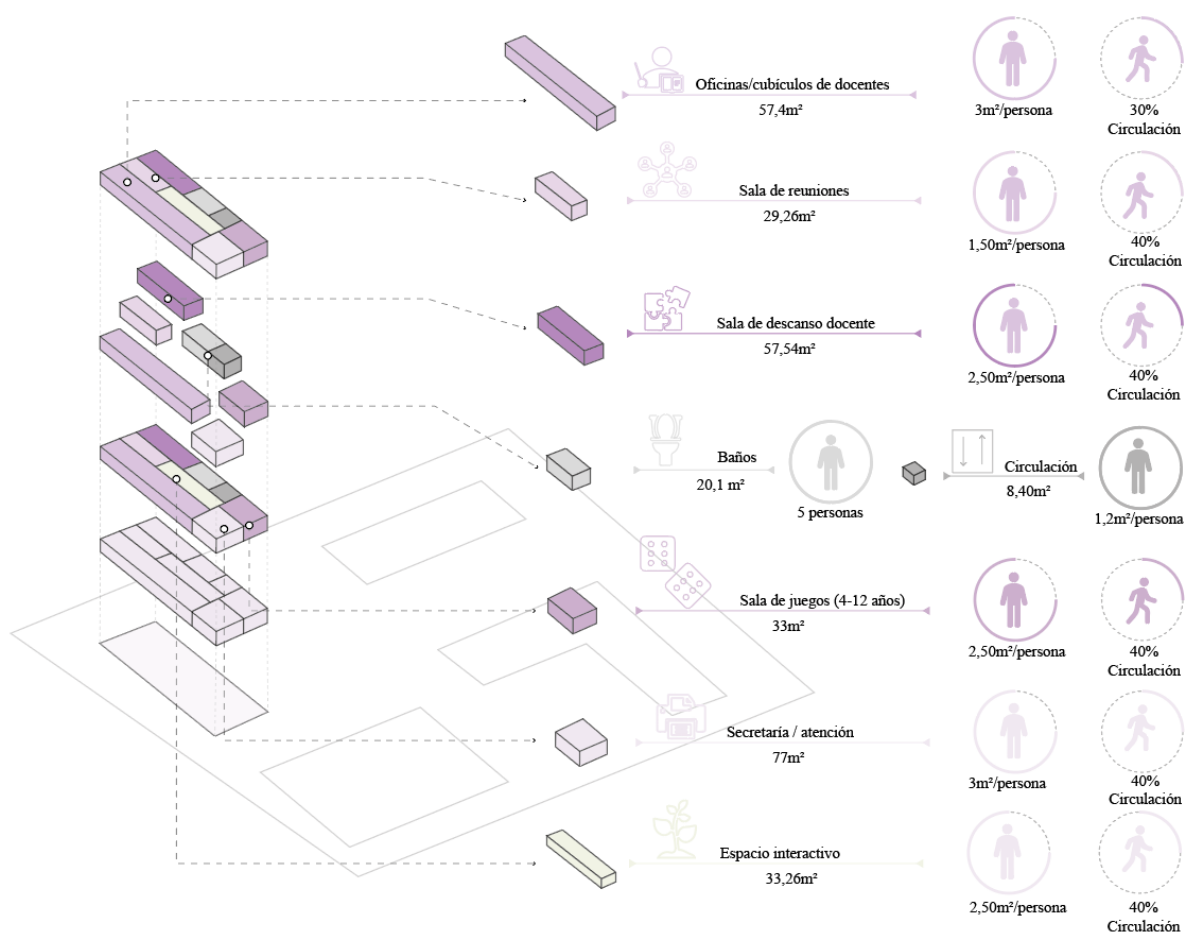 Oficinas/cubículos de docentes
57,4m²
3m²/persona
30%
Circulación
Sala de reuniones
29,26m²
1,50m²/persona
40%
Circulación
Sala de descanso docente
57,54m²
2,50m²/persona
40%
Circulación
Baños
20,1 m²
5 personas
Circulación
8,40m²
1,2m²/persona
Sala de juegos (4-12 años)
33m²
2,50m²/persona
40%
Circulación
Secretaría / atención
77m²
3m²/persona
40%
Circulación
Espacio interactivo
33,26m²
2,50m²/persona
40%
Circulación